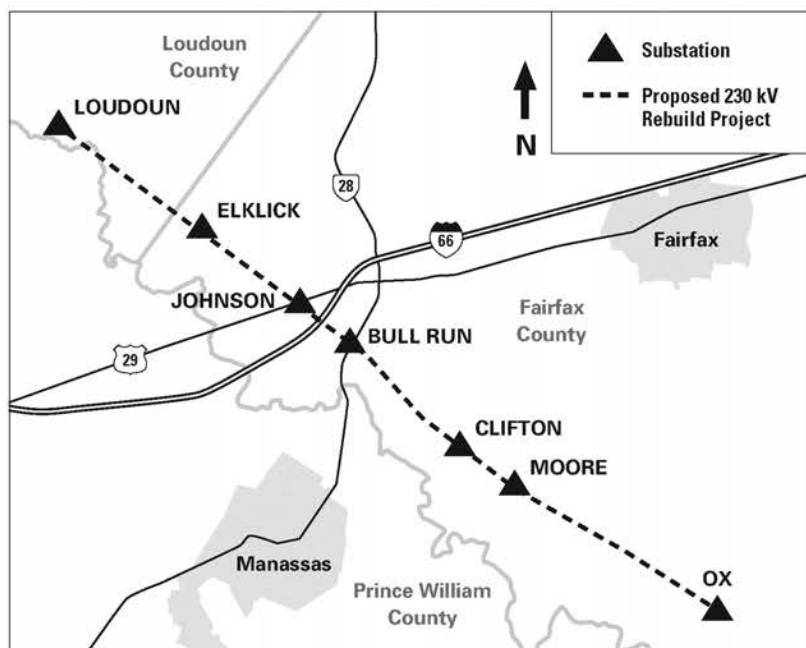 Loudoun
County
Substation
Proposed 230 kV
Rebuild Project
N
LOUDOUN
28
ELKLICK
66
Fairfax
JOHNSON
Fairfax
County
BULL RUN
29
CLIFTON
MOORE
Manassas
OX
Prince William
County